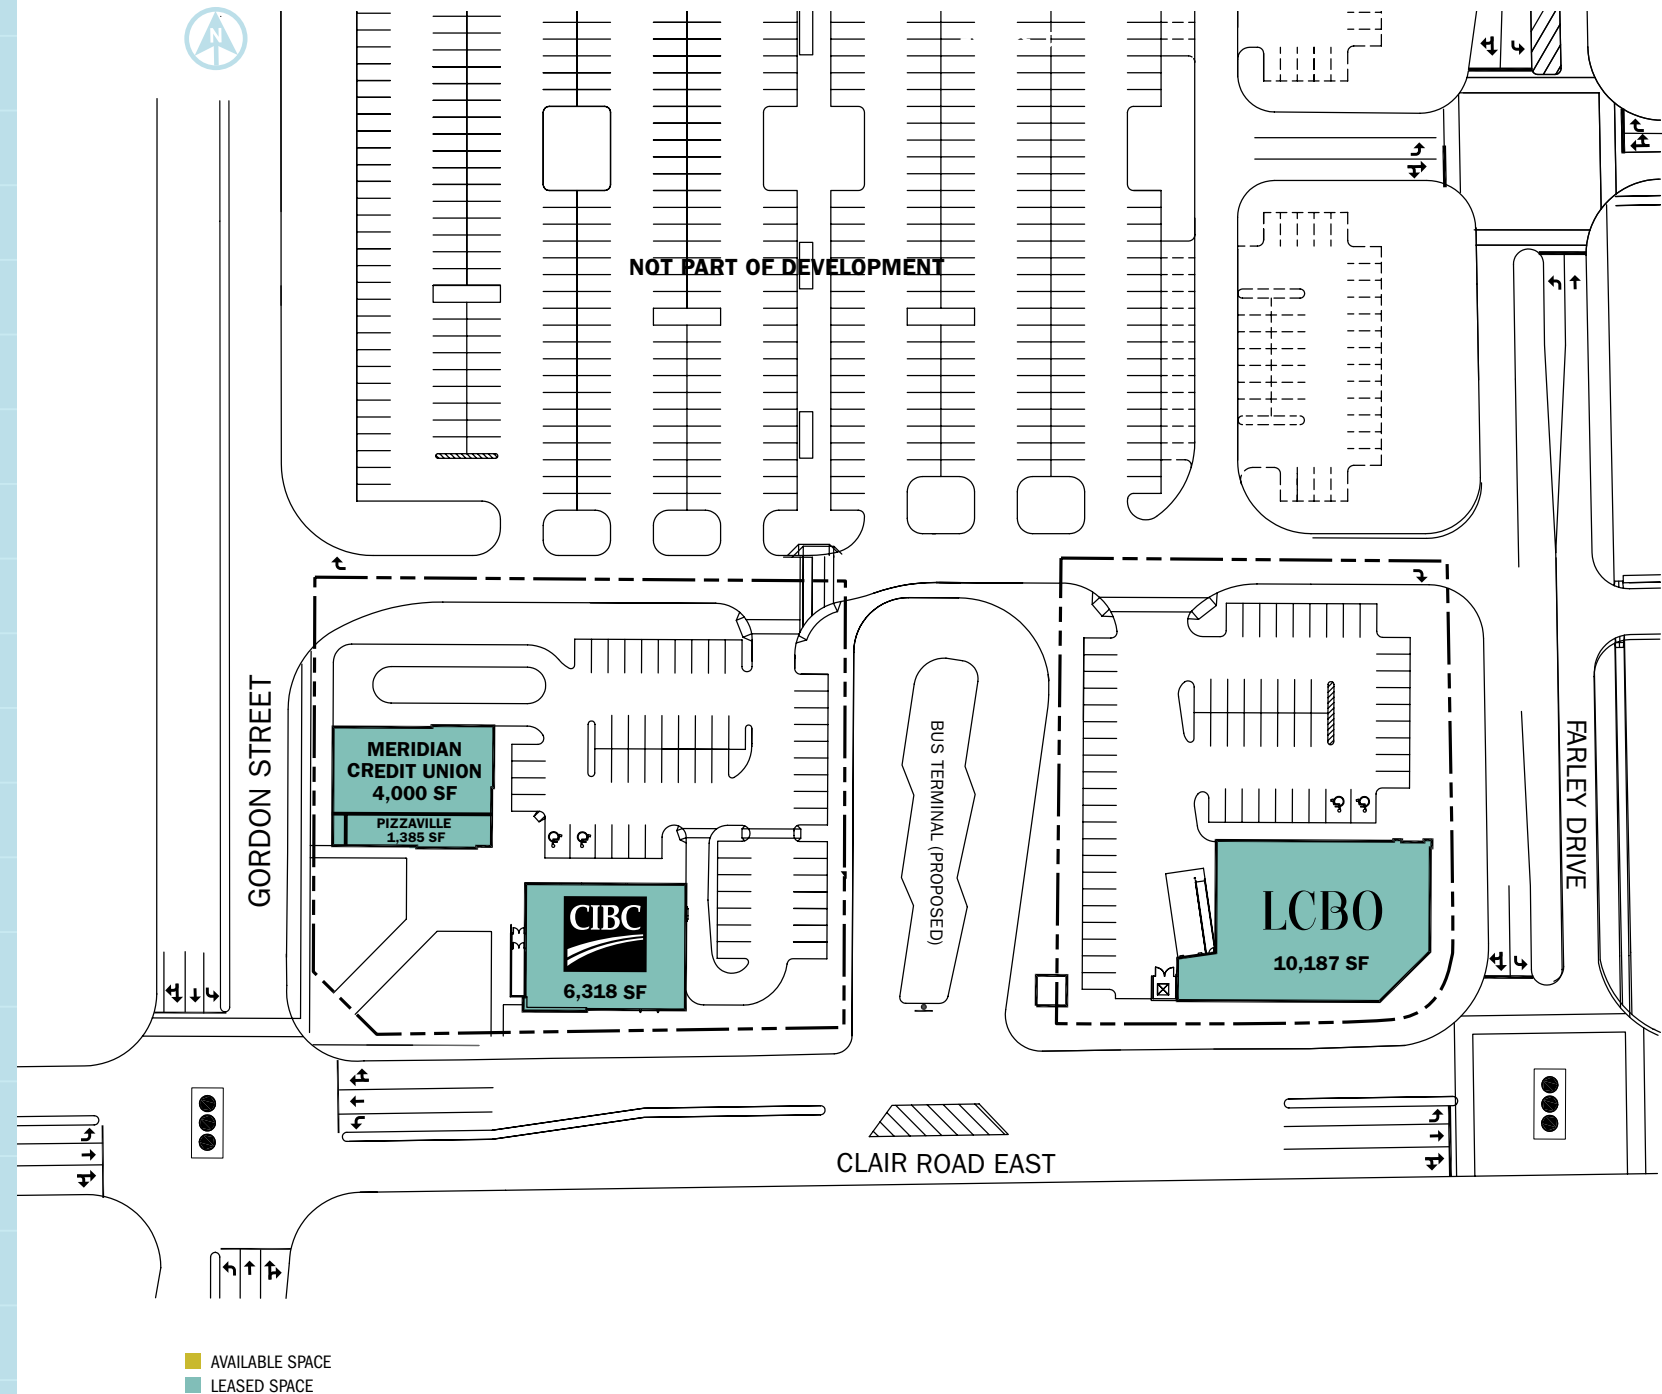 N
NOT PART OF DEVELOPMENT
GORDON STREET
MERIDIAN
CREDIT UNION
4,000 SF
PIZZAVILLE
1,385 SF
CIBC
6,318 SF
BUS TERMINAL (PROPOSED)
LCBO
10,187 SF
FARLEY DRIVE
CLAIR ROAD EAST
AVAILABLE SPACE
LEASED SPACE